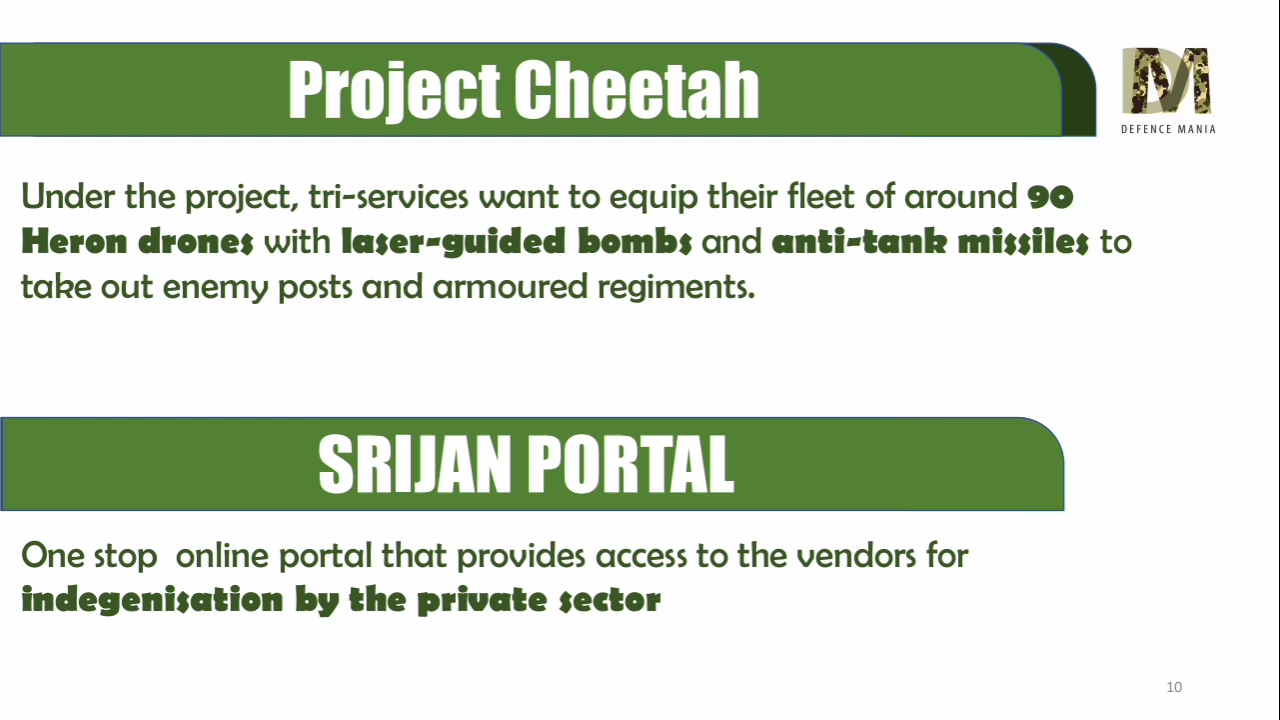 Project Cheetah
DM
DEFENCE MANIA
Under the project, tri-services want to equip their fleet of around 90
Heron drones with laser-guided bombs and anti-tank missiles to
take out enemy posts and armoured regiments.
SRIJAN PORTAL
One stop  online portal that provides access to the vendors for
indegenisation by the private sector
10